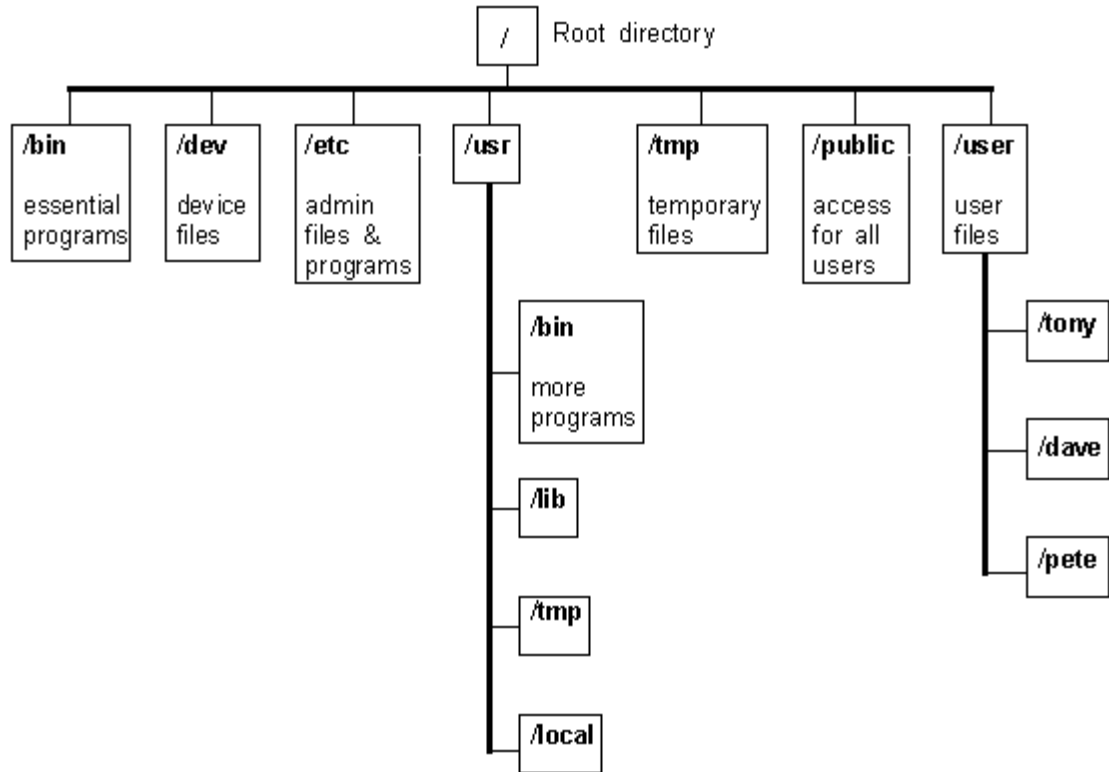 / Root directory
/bin
essential
programs
/dev
device
files
/etc
admin
files &
programs
/usr
/tmp
temporary
files
/public
access
for all
users
/user
user
files
/bin
more
programs
/lib
/tmp
/local
/tony
/dave
/pete